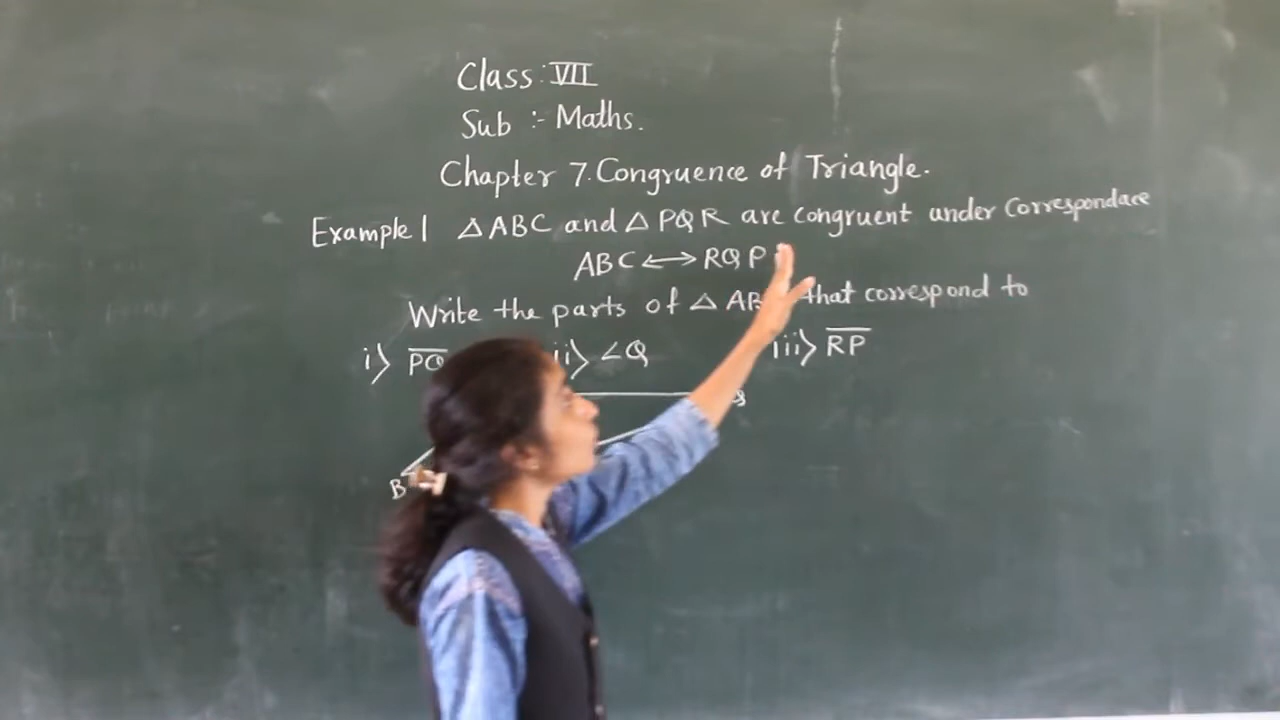 Class : VII
Sub :- Maths.
Chapter 7. Congruence of Triangle.
Example 1 △ABC and △PQR are congruent under Correspondace
ABC ↔ RQP
Write the parts of △AB that correspond to
i) PQ ii) ∠Q iii) RP
B